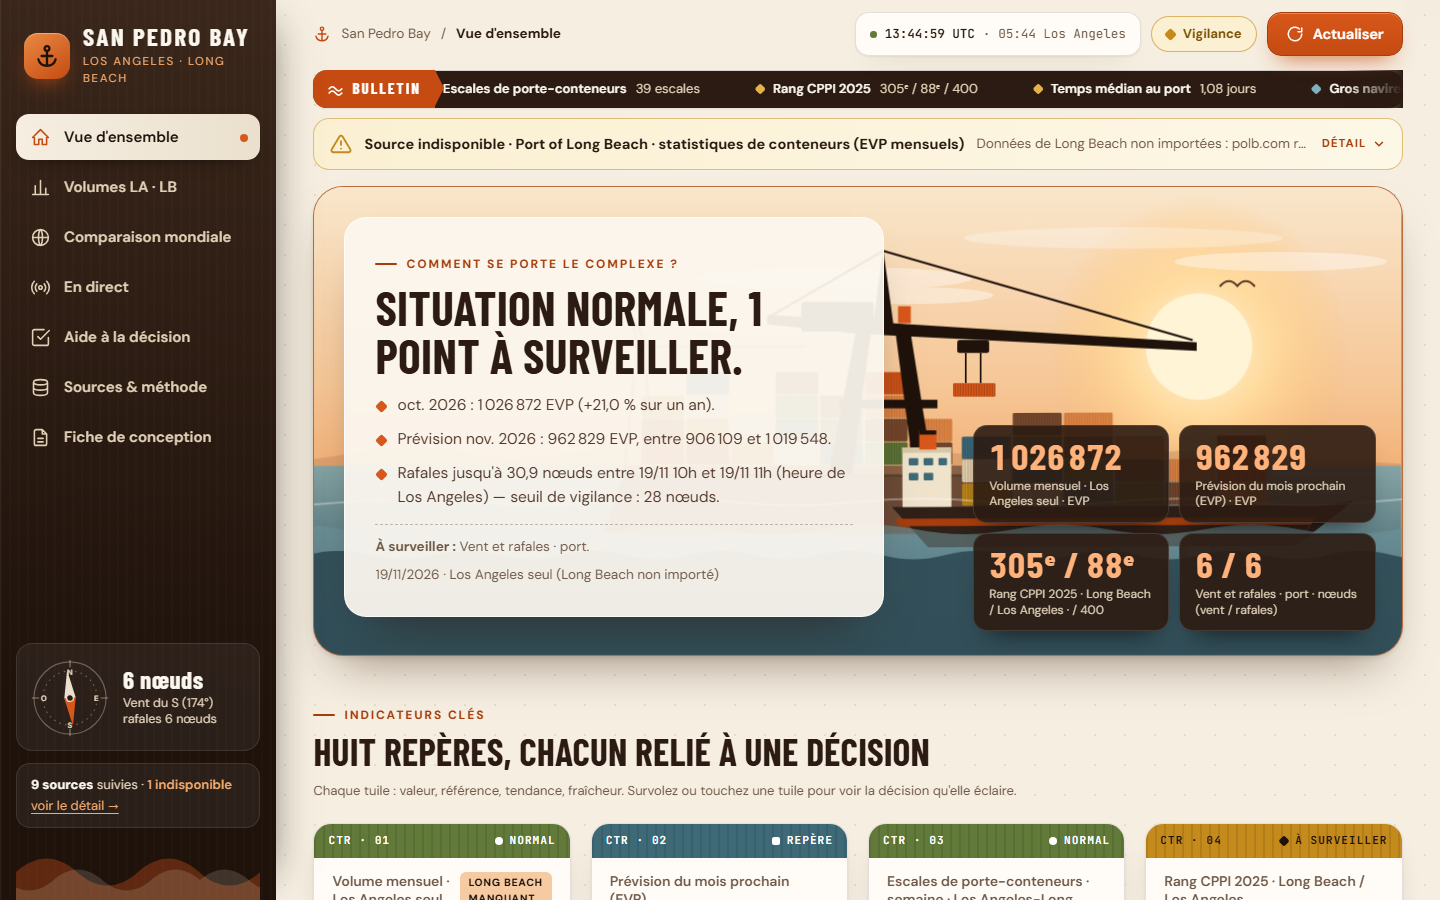 SAN PEDRO BAY
LOS ANGELES · LONG
BEACH
Vue d'ensemble
Volumes LA · LB
Comparaison mondiale
En direct
Aide à la décision
Sources & méthode
Fiche de conception
N
O
E
S
6 nœuds
Vent du S (174°)
rafales 6 nœuds
9 sources suivies · 1 indisponible
voir le détail →
San Pedro Bay / Vue d'ensemble
13:44:59 UTC · 05:44 Los Angeles
Vigilance
Actualiser
BULLETIN
Escales de porte-conteneurs 39 escales
Rang CPPI 2025 305ᵉ / 88ᵉ / 400
Temps médian au port 1,08 jours
Gros navire
Source indisponible · Port of Long Beach · statistiques de conteneurs (EVP mensuels) Données de Long Beach non importées : polb.com r…
DÉTAIL
COMMENT SE PORTE LE COMPLEXE ?
SITUATION NORMALE, 1
POINT À SURVEILLER.
oct. 2026 : 1 026 872 EVP (+21,0 % sur un an).
Prévision nov. 2026 : 962 829 EVP, entre 906 109 et 1 019 548.
Rafales jusqu'à 30,9 nœuds entre 19/11 10h et 19/11 11h (heure de
Los Angeles) — seuil de vigilance : 28 nœuds.
À surveiller : Vent et rafales · port.
19/11/2026 · Los Angeles seul (Long Beach non importé)
1 026 872
Volume mensuel · Los
Angeles seul · EVP
962 829
Prévision du mois prochain
(EVP) · EVP
305ᵉ / 88ᵉ
Rang CPPI 2025 · Long Beach
/ Los Angeles · / 400
6 / 6
Vent et rafales · port · nœuds
(vent / rafales)
INDICATEURS CLÉS
HUIT REPÈRES, CHACUN RELIÉ À UNE DÉCISION
Chaque tuile : valeur, référence, tendance, fraîcheur. Survolez ou touchez une tuile pour voir la décision qu'elle éclaire.
CTR · 01
NORMAL
Volume mensuel ·
Los Angeles seul
LONG BEACH
MANQUANT
CTR · 02
REPÈRE
Prévision du mois prochain
(EVP)
CTR · 03
NORMAL
Escales de porte-conteneurs ·
semaine · Los Angeles-Long
CTR · 04
À SURVEILLER
Rang CPPI 2025 · Long Beach /
Los Angeles